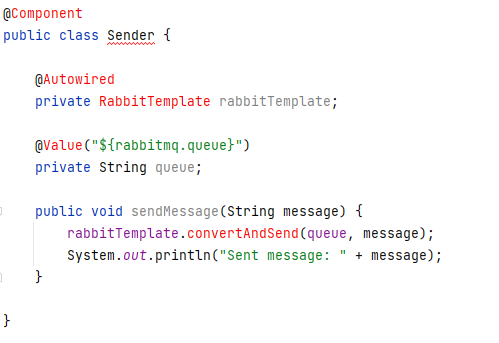 @Component
public class Sender {
@Autowired
private RabbitTemplate rabbitTemplate;
@Value("${rabbitmq.queue}")
private String queue;
public void sendMessage(String message) {
rabbitTemplate.convertAndSend(queue, message);
System.out.println("Sent message: " + message);
}
}